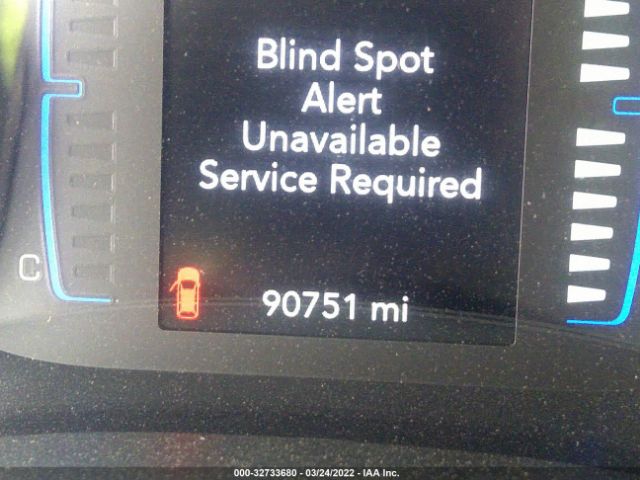 Blind Spot
Alert
Unavailable
Service Required
C
90751 mi
000-32733680 - 03/24/2022 - IAA Inc.